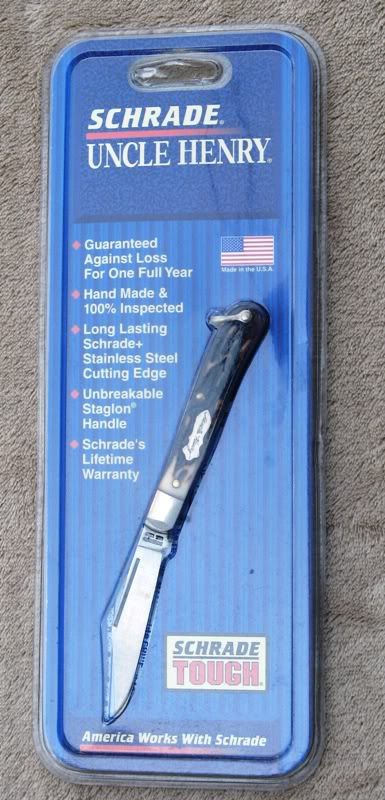 SCHRADE®
UNCLE HENRY®
Guaranteed
Against Loss
For One Full Year
Made in the U.S.A.
Hand Made &
100% Inspected
Long Lasting
Schrade+
Stainless Steel
Cutting Edge
Unbreakable
Staglon®
Handle
Schrade's
Lifetime
Warranty
SCHRADE
TOUGH®
America Works With Schrade